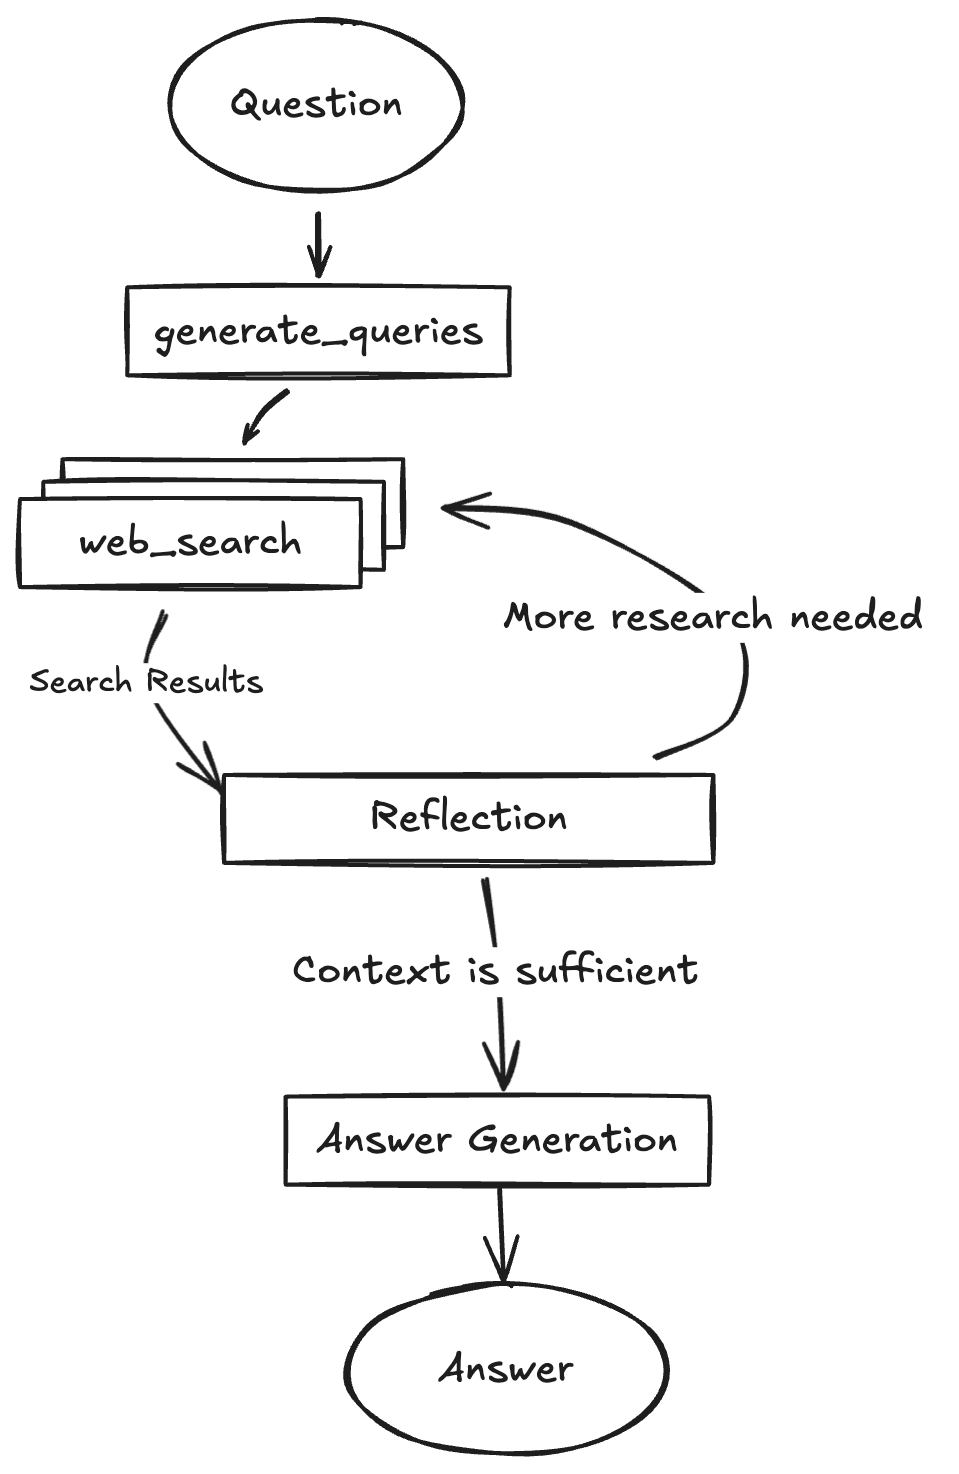 Question
generate_queries
web_search
More research needed
Search Results
Reflection
Context is sufficient
Answer Generation
Answer